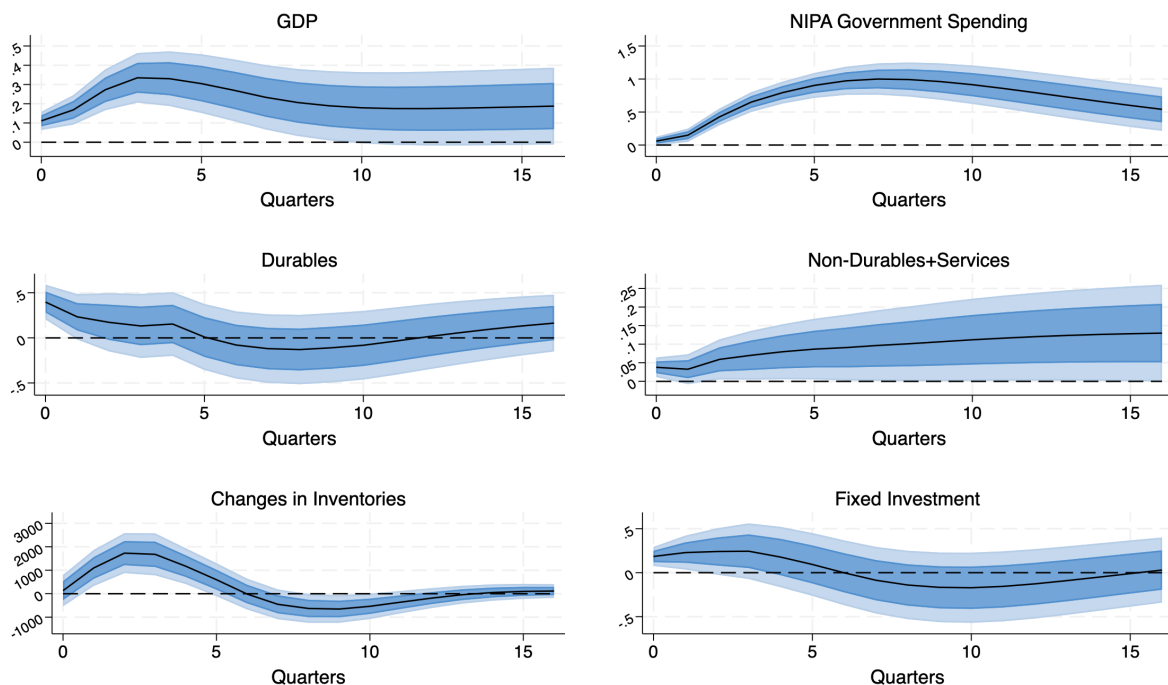 GDP
.5
.4
.3
.2
.1
0
0 5 10 15
Quarters
NIPA Government Spending
1.5
1
.5
0
0 5 10 15
Quarters
Durables
.5
0
-.5
0 5 10 15
Quarters
Non-Durables+Services
.25
.2
.15
.1
.05
0
0 5 10 15
Quarters
Changes in Inventories
3000
2000
1000
0
-1000
0 5 10 15
Quarters
Fixed Investment
.5
0
-.5
0 5 10 15
Quarters